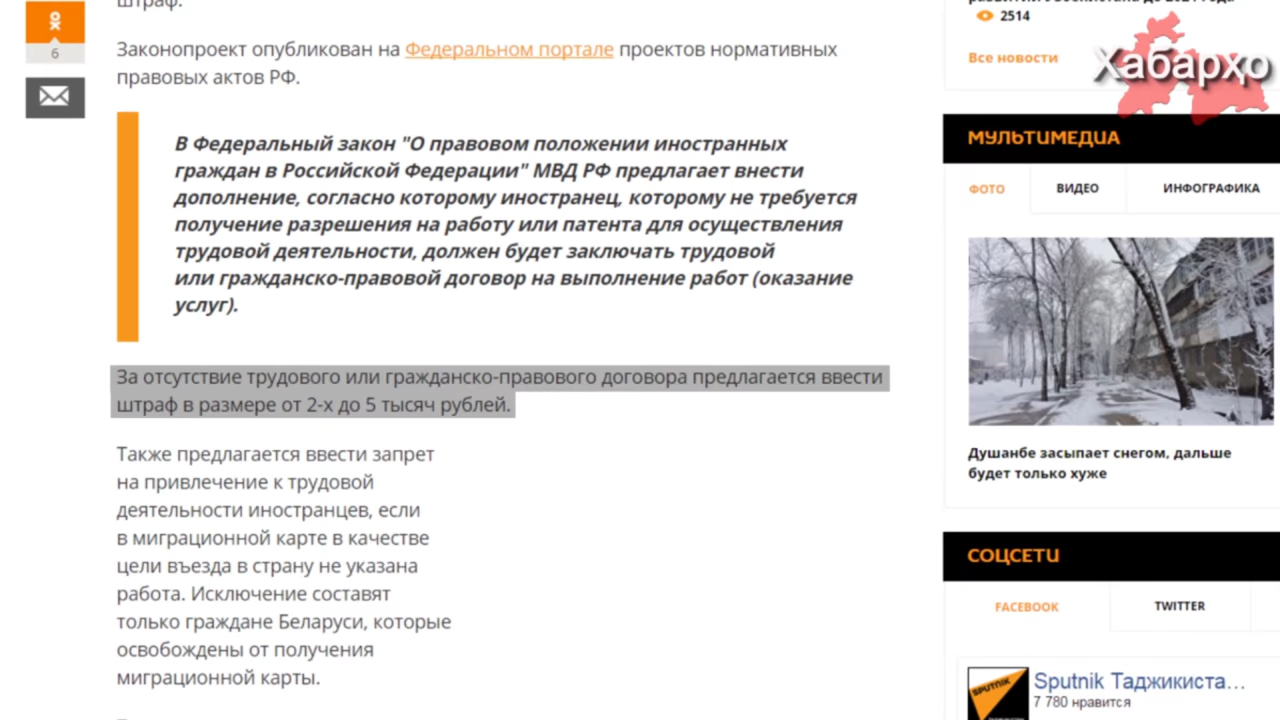 штраф.
6
Законопроект опубликован на Федеральном портале проектов нормативных
правовых актов РФ.
В Федеральный закон "О правовом положении иностранных
граждан в Российской Федерации" МВД РФ предлагает внести
дополнение, согласно которому иностранец, которому не требуется
получение разрешения на работу или патента для осуществления
трудовой деятельности, должен будет заключать трудовой
или гражданско-правовой договор на выполнение работ (оказание
услуг).
За отсутствие трудового или гражданско-правового договора предлагается ввести
штраф в размере от 2-х до 5 тысяч рублей.
Также предлагается ввести запрет
на привлечение к трудовой
деятельности иностранцев, если
в миграционной карте в качестве
цели въезда в страну не указана
работа. Исключение составят
только граждане Беларуси, которые
освобождены от получения
миграционной карты.
2514
Все новости
Хабарҳо
МУЛЬТИМЕДИА
ФОТО ВИДЕО ИНФОГРАФИКА
Душанбе засыпает снегом, дальше
будет только хуже
СОЦСЕТИ
FACEBOOK TWITTER
SPUTNIK
Sputnik Таджикиста...
7 780 нравится